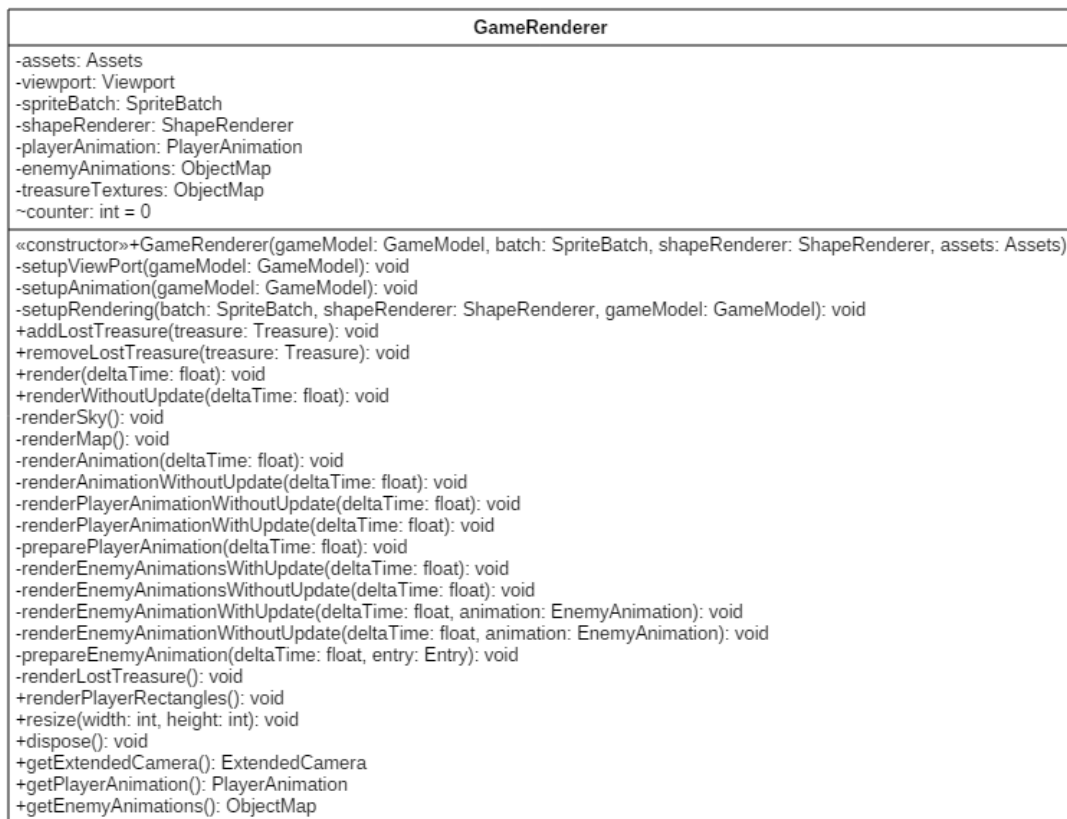 GameRenderer
-assets: Assets
-viewport: Viewport
-spriteBatch: SpriteBatch
-shapeRenderer: ShapeRenderer
-playerAnimation: PlayerAnimation
-enemyAnimations: ObjectMap
-treasureTextures: ObjectMap
~counter: int = 0
«constructor»+GameRenderer(gameModel: GameModel, batch: SpriteBatch, shapeRenderer: ShapeRenderer, assets: Assets)
-setupViewPort(gameModel: GameModel): void
-setupAnimation(gameModel: GameModel): void
-setupRendering(batch: SpriteBatch, shapeRenderer: ShapeRenderer, gameModel: GameModel): void
+addLostTreasure(treasure: Treasure): void
+removeLostTreasure(treasure: Treasure): void
+render(deltaTime: float): void
+renderWithoutUpdate(deltaTime: float): void
-renderSky(): void
-renderMap(): void
-renderAnimation(deltaTime: float): void
-renderAnimationWithoutUpdate(deltaTime: float): void
-renderPlayerAnimationWithoutUpdate(deltaTime: float): void
-renderPlayerAnimationWithUpdate(deltaTime: float): void
-preparePlayerAnimation(deltaTime: float): void
-renderEnemyAnimationsWithUpdate(deltaTime: float): void
-renderEnemyAnimationsWithoutUpdate(deltaTime: float): void
-renderEnemyAnimationWithUpdate(deltaTime: float, animation: EnemyAnimation): void
-renderEnemyAnimationWithoutUpdate(deltaTime: float, animation: EnemyAnimation): void
-prepareEnemyAnimation(deltaTime: float, entry: Entry): void
-renderLostTreasure(): void
+renderPlayerRectangles(): void
+resize(width: int, height: int): void
+dispose(): void
+getExtendedCamera(): ExtendedCamera
+getPlayerAnimation(): PlayerAnimation
+getEnemyAnimations(): ObjectMap